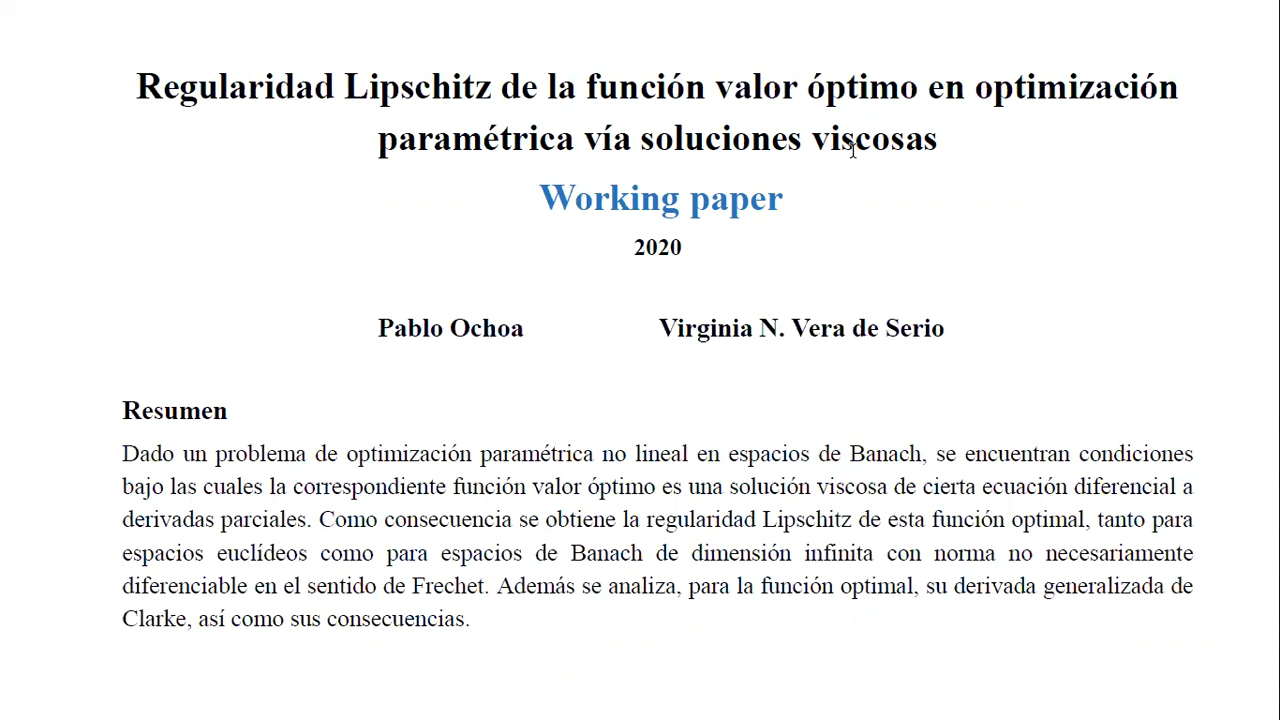 Regularidad Lipschitz de la función valor óptimo en optimización
paramétrica vía soluciones viscosas
Working paper
2020
Pablo Ochoa Virginia N. Vera de Serio
Resumen
Dado un problema de optimización paramétrica no lineal en espacios de Banach, se encuentran condiciones
bajo las cuales la correspondiente función valor óptimo es una solución viscosa de cierta ecuación diferencial a
derivadas parciales. Como consecuencia se obtiene la regularidad Lipschitz de esta función optimal, tanto para
espacios euclídeos como para espacios de Banach de dimensión infinita con norma no necesariamente
diferenciable en el sentido de Frechet. Además se analiza, para la función optimal, su derivada generalizada de
Clarke, así como sus consecuencias.